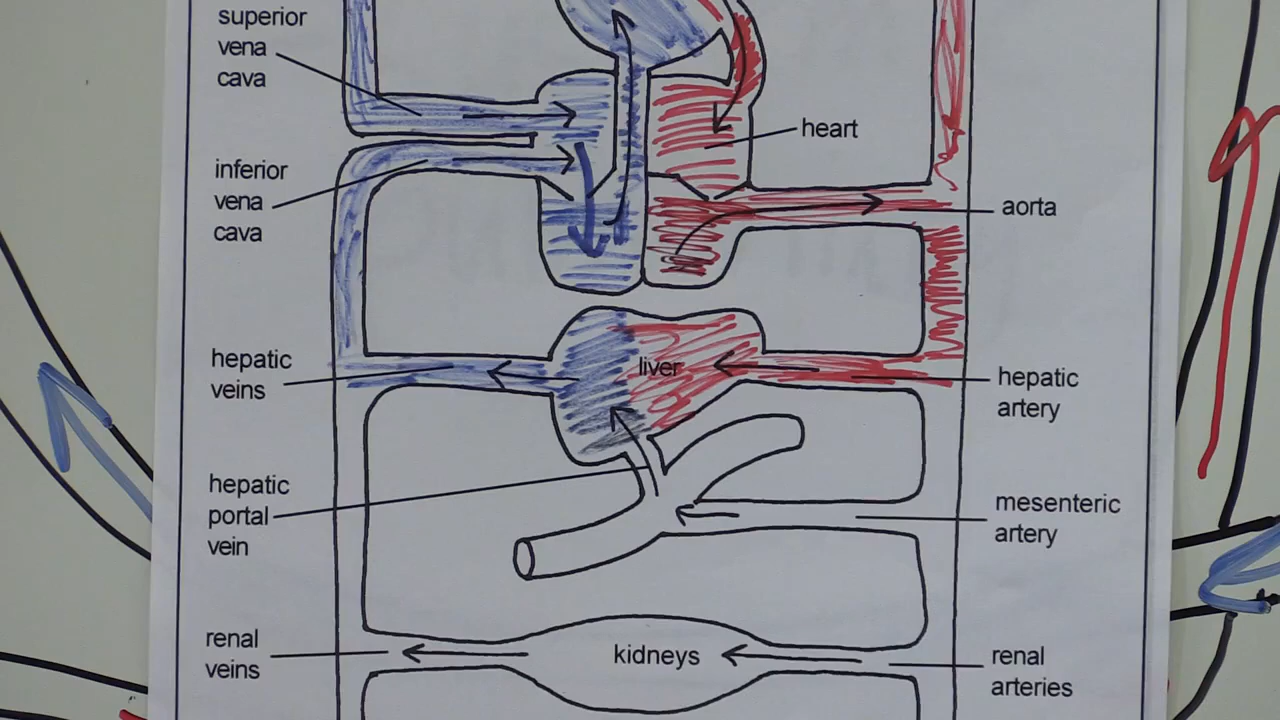 superior
vena
cava
heart
inferior
vena
cava
aorta
hepatic
veins
liver
hepatic
artery
hepatic
portal
vein
mesenteric
artery
renal
veins
kidneys
renal
arteries